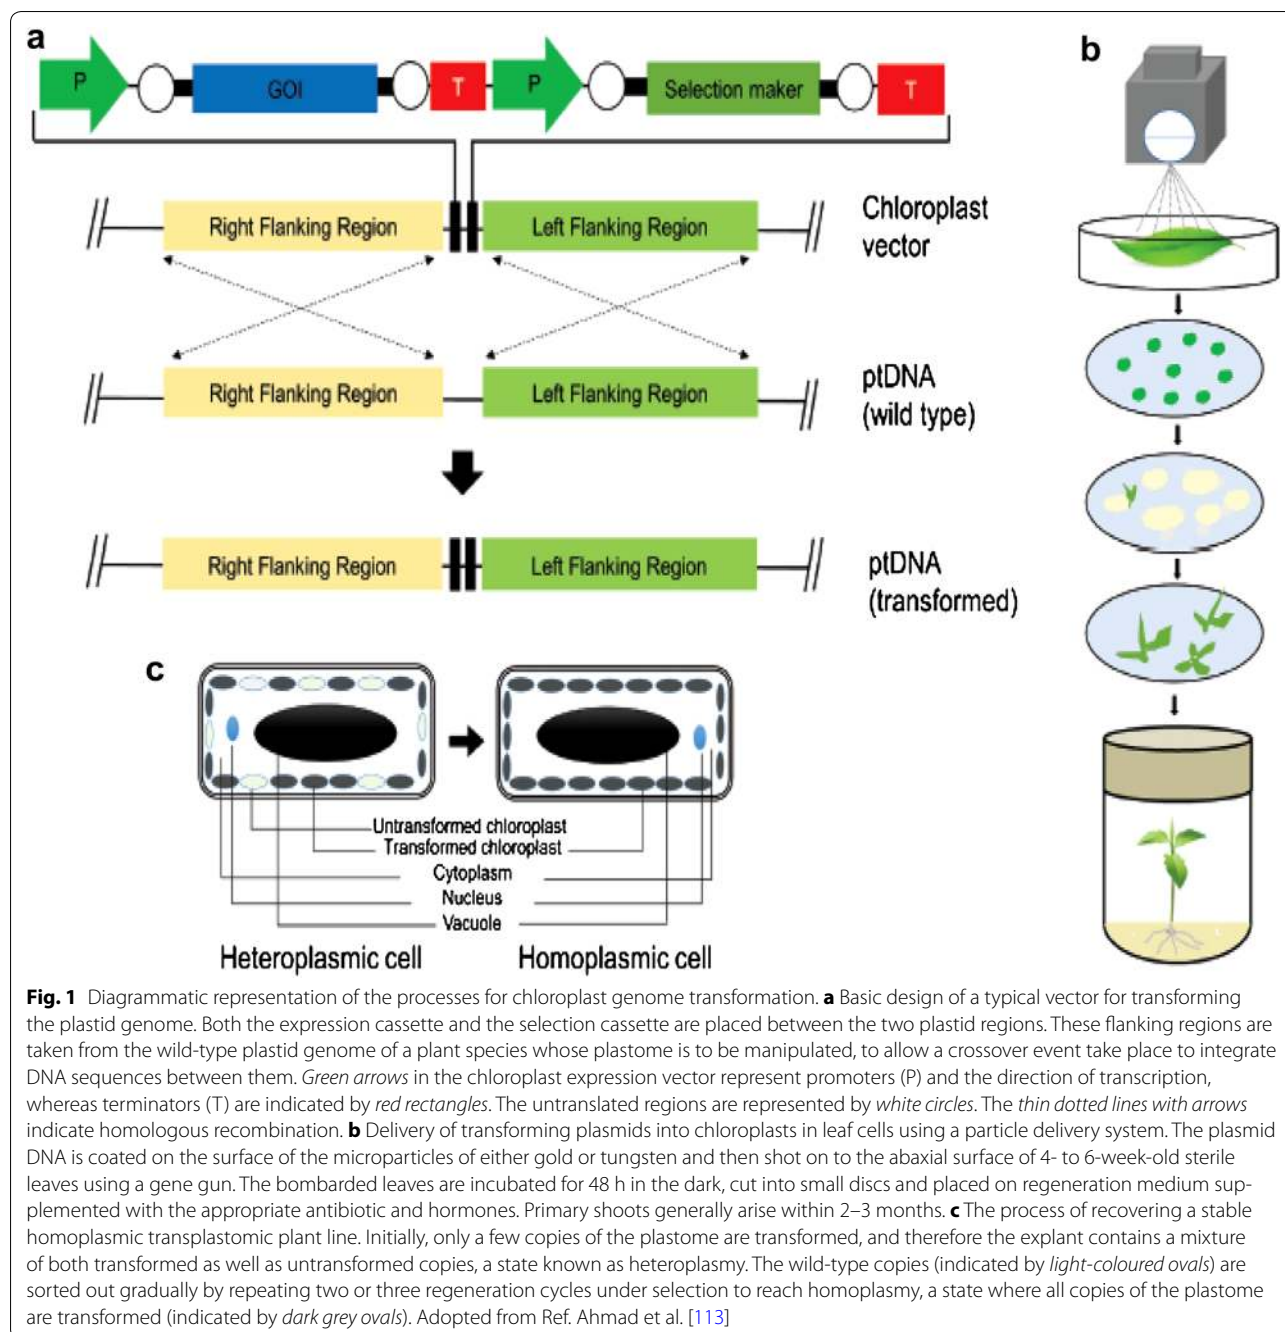 a
P GOI T P Selection maker T
Right Flanking Region Left Flanking Region Chloroplast
vector
Right Flanking Region Left Flanking Region ptDNA
(wild type)
Right Flanking Region Left Flanking Region ptDNA
(transformed)
b
c
Untransformed chloroplast
Transformed chloroplast
Cytoplasm
Nucleus
Vacuole
Heteroplasmic cell Homoplasmic cell
Fig. 1 Diagrammatic representation of the processes for chloroplast genome transformation. a Basic design of a typical vector for transforming
the plastid genome. Both the expression cassette and the selection cassette are placed between the two plastid regions. These flanking regions are
taken from the wild-type plastid genome of a plant species whose plastome is to be manipulated, to allow a crossover event take place to integrate
DNA sequences between them. Green arrows in the chloroplast expression vector represent promoters (P) and the direction of transcription,
whereas terminators (T) are indicated by red rectangles. The untranslated regions are represented by white circles. The thin dotted lines with arrows
indicate homologous recombination. b Delivery of transforming plasmids into chloroplasts in leaf cells using a particle delivery system. The plasmid
DNA is coated on the surface of the microparticles of either gold or tungsten and then shot on to the abaxial surface of 4- to 6-week-old sterile
leaves using a gene gun. The bombarded leaves are incubated for 48 h in the dark, cut into small discs and placed on regeneration medium sup-
plemented with the appropriate antibiotic and hormones. Primary shoots generally arise within 2–3 months. c The process of recovering a stable
homoplasmic transplastomic plant line. Initially, only a few copies of the plastome are transformed, and therefore the explant contains a mixture
of both transformed as well as untransformed copies, a state known as heteroplasmy. The wild-type copies (indicated by light-coloured ovals) are
sorted out gradually by repeating two or three regeneration cycles under selection to reach homoplasmy, a state where all copies of the plastome
are transformed (indicated by dark grey ovals). Adopted from Ref. Ahmad et al. [113]